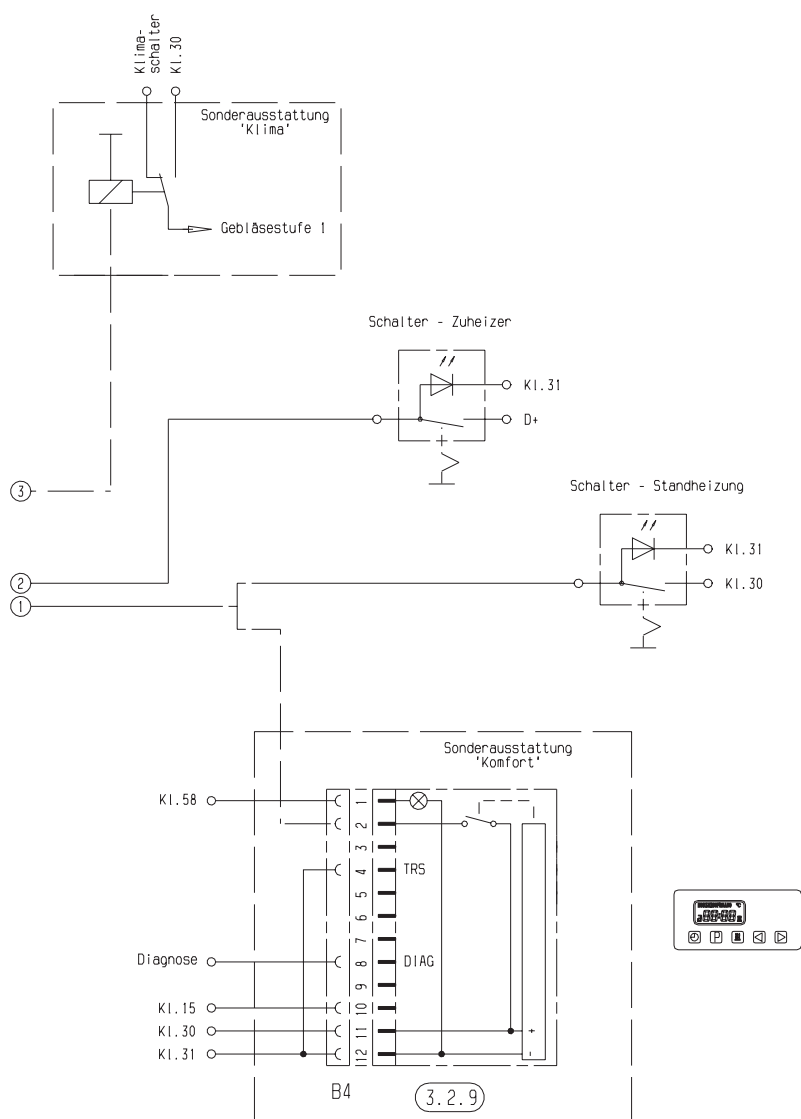 Klima-
schalter
Kl.30
Sonderausstattung
'Klima'
Gebläsestufe 1
Schalter - Zuheizer
Kl.31
D+
3
Schalter - Standheizung
Kl.31
2
Kl.30
1
Sonderausstattung
'Komfort'
Kl.58
1
2
3
4
TRS
5
6
7
Diagnose
8
DIAG
9
Kl.15
10
Kl.30
11
+
Kl.31
12
-
B4
3.2.9
°C
88:88
P